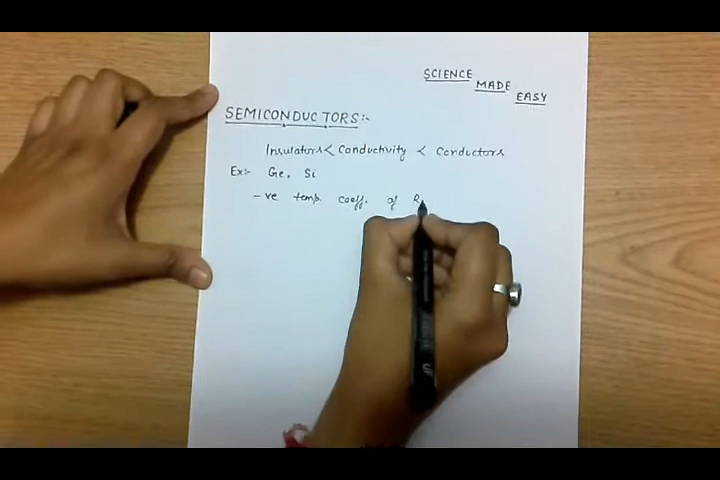 SCIENCE
MADE
EASY
SEMICONDUCTORS:-
Insulators < Conductivity < Conductors
Ex:- Ge, Si
-ve temp. coeff. of